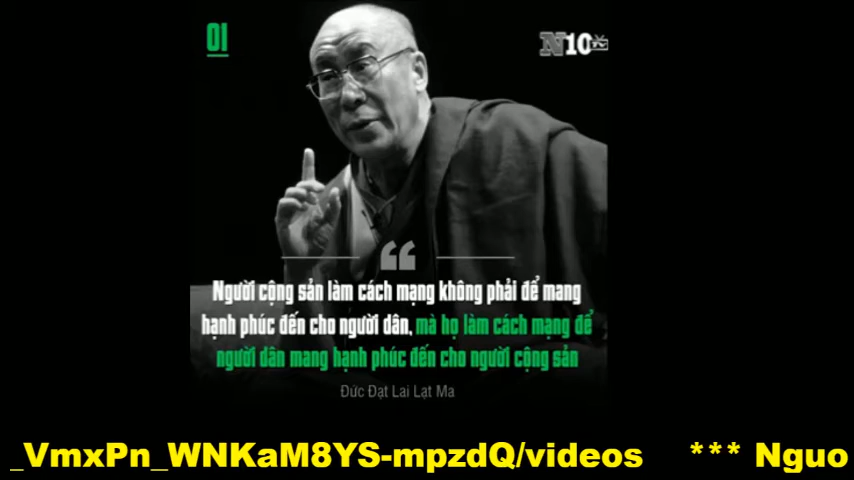 01
N10TV
Người cộng sản làm cách mạng không phải để mang
hạnh phúc đến cho người dân, mà họ làm cách mạng để
người dân mang hạnh phúc đến cho người cộng sản
Đức Đạt Lai Lạt Ma
_VmxPn_WNKaM8YS-mpzdQ/videos *** Nguo